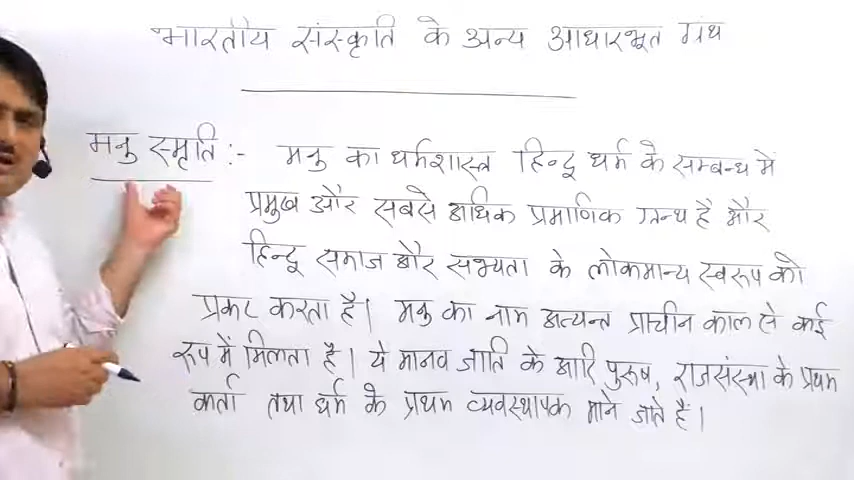 भारतीय संस्कृति के अन्य आधारभूत ग्रंथ
मनु स्मृति :- मनु का धर्मशास्त्र हिन्दू धर्म के सम्बन्ध में
प्रमुख और सबसे अधिक प्रमाणिक ग्रन्थ है और
हिन्दू समाज और सभ्यता के लोकमान्य स्वरूप को
प्रकट करता है। मनु का नाम अत्यन्त प्राचीन काल से कई
रूप में मिलता है। ये मानव जाति के आदि पुरुष, राजसंस्था के प्रथम
कर्ता तथा धर्म के प्रथम व्यवस्थापक माने जाते हैं।